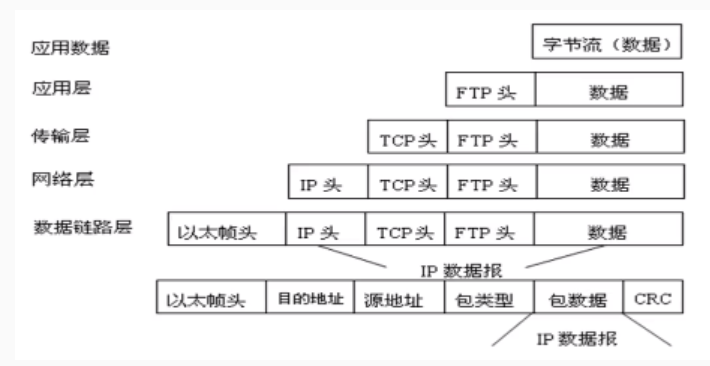 应用数据 字节流（数据）
应用层 FTP 头 数据
传输层 TCP头 FTP 头 数据
网络层 IP 头 TCP头 FTP 头 数据
数据链路层 以太帧头 IP 头 TCP头 FTP 头 数据
IP 数据报
以太帧头 目的地址 源地址 包类型 包数据 CRC
IP 数据报